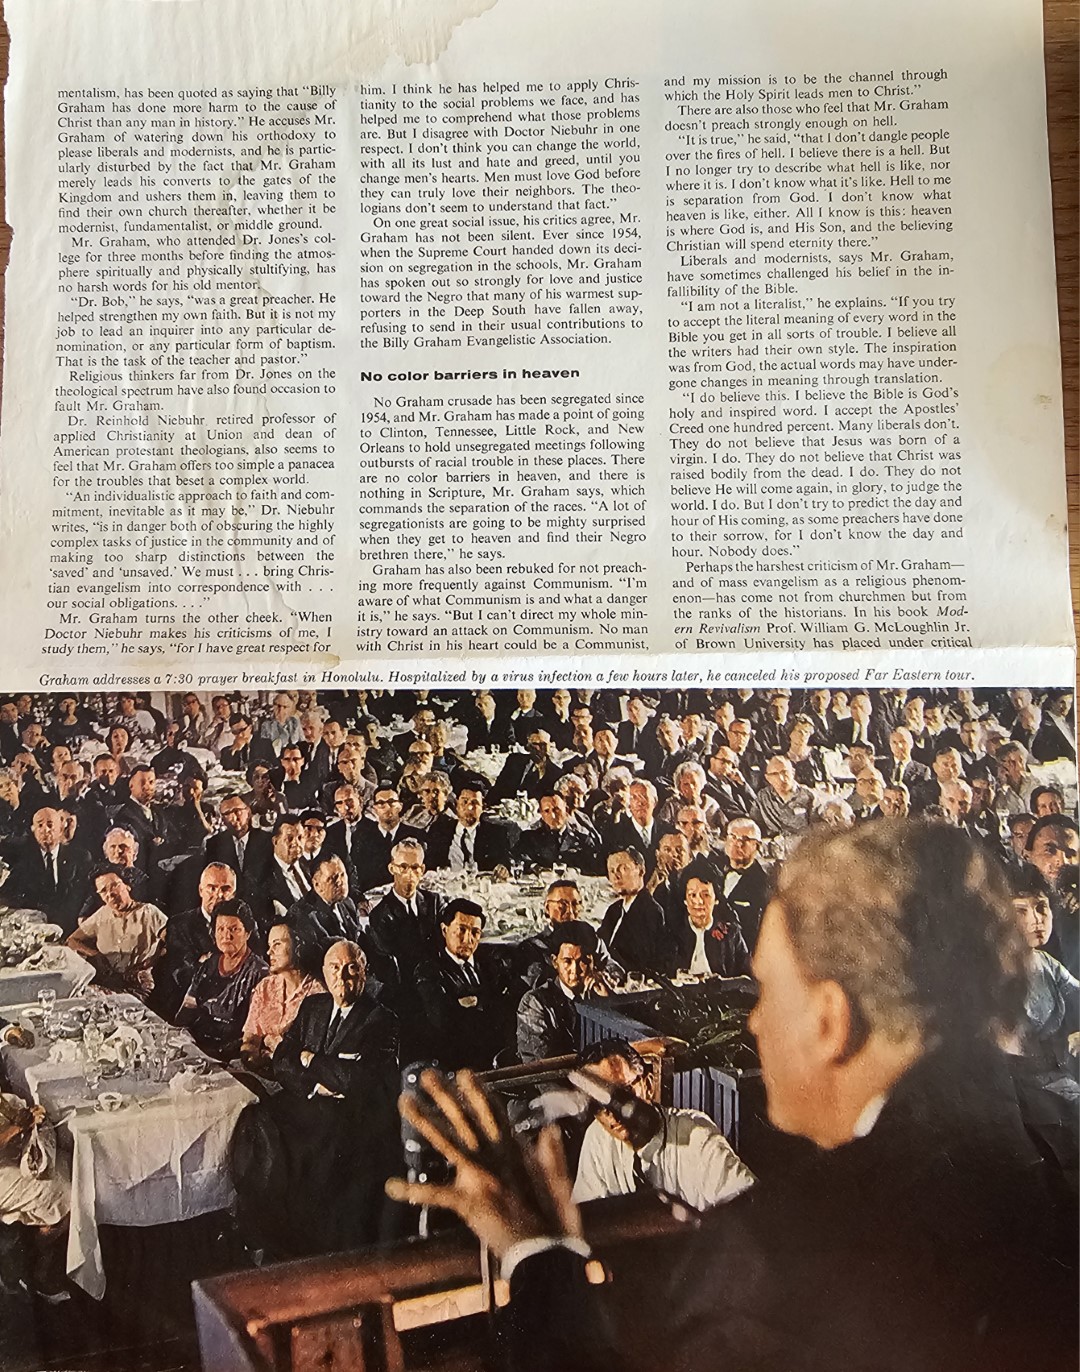 mentalism, has been quoted as saying that “Billy
Graham has done more harm to the cause of
Christ than any man in history.” He accuses Mr.
Graham of watering down his orthodoxy to
please liberals and modernists, and he is partic-
ularly disturbed by the fact that Mr. Graham
merely leads his converts to the gates of the
Kingdom and ushers them in, leaving them to
find their own church thereafter, whether it be
modernist, fundamentalist, or middle ground.
Mr. Graham, who attended Dr. Jones's col-
lege for three months before finding the atmos-
phere spiritually and physically stultifying, has
no harsh words for his old mentor.
“Dr. Bob,” he says, “was a great preacher. He
helped strengthen my own faith. But it is not my
job to lead an inquirer into any particular de-
nomination, or any particular form of baptism.
That is the task of the teacher and pastor.”
Religious thinkers far from Dr. Jones on the
theological spectrum have also found occasion to
fault Mr. Graham.
Dr. Reinhold Niebuhr, retired professor of
applied Christianity at Union and dean of
American protestant theologians, also seems to
feel that Mr. Graham offers too simple a panacea
for the troubles that beset a complex world.
“An individualistic approach to faith and com-
mitment, inevitable as it may be,” Dr. Niebuhr
writes, “is in danger both of obscuring the highly
complex tasks of justice in the community and of
making too sharp distinctions between the
‘saved’ and ‘unsaved.’ We must . . . bring Chris-
tian evangelism into correspondence with . . .
our social obligations. . . .”
Mr. Graham turns the other cheek. “When
Doctor Niebuhr makes his criticisms of me, I
study them,” he says, “for I have great respect for
him. I think he has helped me to apply Chris-
tianity to the social problems we face, and has
helped me to comprehend what those problems
are. But I disagree with Doctor Niebuhr in one
respect. I don't think you can change the world,
with all its lust and hate and greed, until you
change men's hearts. Men must love God before
they can truly love their neighbors. The theo-
logians don't seem to understand that fact.”
On one great social issue, his critics agree, Mr.
Graham has not been silent. Ever since 1954,
when the Supreme Court handed down its deci-
sion on segregation in the schools, Mr. Graham
has spoken out so strongly for love and justice
toward the Negro that many of his warmest sup-
porters in the Deep South have fallen away,
refusing to send in their usual contributions to
the Billy Graham Evangelistic Association.
No color barriers in heaven
No Graham crusade has been segregated since
1954, and Mr. Graham has made a point of going
to Clinton, Tennessee, Little Rock, and New
Orleans to hold unsegregated meetings following
outbursts of racial trouble in these places. There
are no color barriers in heaven, and there is
nothing in Scripture, Mr. Graham says, which
commands the separation of the races. “A lot of
segregationists are going to be mighty surprised
when they get to heaven and find their Negro
brethren there,” he says.
Graham has also been rebuked for not preach-
ing more frequently against Communism. “I'm
aware of what Communism is and what a danger
it is,” he says. “But I can't direct my whole min-
istry toward an attack on Communism. No man
with Christ in his heart could be a Communist,
and my mission is to be the channel through
which the Holy Spirit leads men to Christ.”
There are also those who feel that Mr. Graham
doesn't preach strongly enough on hell.
“It is true,” he said, “that I don't dangle people
over the fires of hell. I believe there is a hell. But
I no longer try to describe what hell is like, nor
where it is. I don't know what it's like. Hell to me
is separation from God. I don't know what
heaven is like, either. All I know is this: heaven
is where God is, and His Son, and the believing
Christian will spend eternity there.”
Liberals and modernists, says Mr. Graham,
have sometimes challenged his belief in the in-
fallibility of the Bible.
“I am not a literalist,” he explains. “If you try
to accept the literal meaning of every word in the
Bible you get in all sorts of trouble. I believe all
the writers had their own style. The inspiration
was from God, the actual words may have under-
gone changes in meaning through translation.
“I do believe this. I believe the Bible is God's
holy and inspired word. I accept the Apostles'
Creed one hundred percent. Many liberals don't.
They do not believe that Jesus was born of a
virgin. I do. They do not believe that Christ was
raised bodily from the dead. I do. They do not
believe He will come again, in glory, to judge the
world. I do. But I don't try to predict the day and
hour of His coming, as some preachers have done
to their sorrow, for I don't know the day and
hour. Nobody does.”
Perhaps the harshest criticism of Mr. Graham—
and of mass evangelism as a religious phenom-
enon—has come not from churchmen but from
the ranks of the historians. In his book Mod-
ern Revivalism Prof. William G. McLoughlin Jr.
of Brown University has placed under critical
Graham addresses a 7:30 prayer breakfast in Honolulu. Hospitalized by a virus infection a few hours later, he canceled his proposed Far Eastern tour.